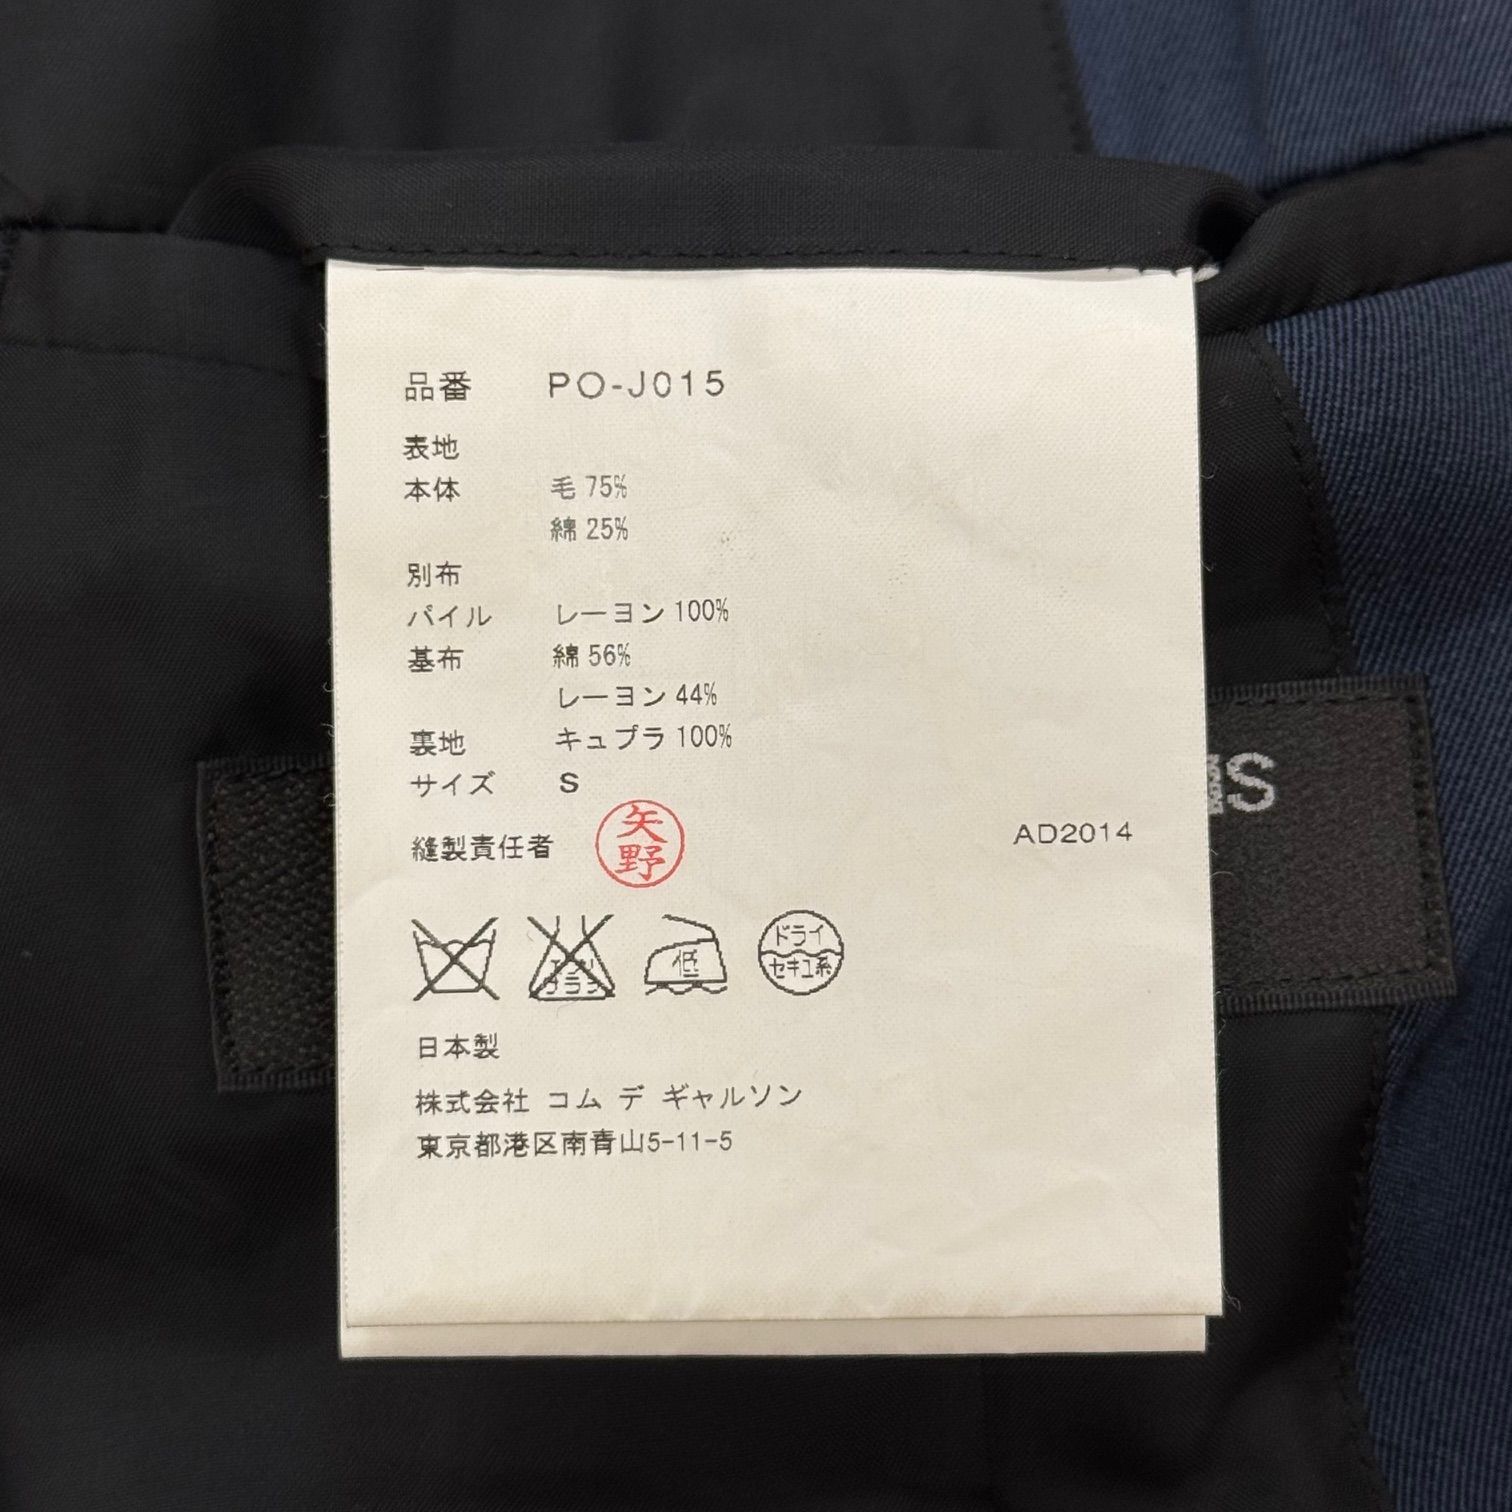 品番 PO-J015
表地
本体 毛 75%
綿 25%
別布
パイル レーヨン 100%
基布 綿 56%
レーヨン 44%
裏地 キュプラ 100%
サイズ S
縫製責任者 矢野
AD2014
低
ドライ
セキユ系
日本製
株式会社 コム デ ギャルソン
東京都港区南青山5-11-5